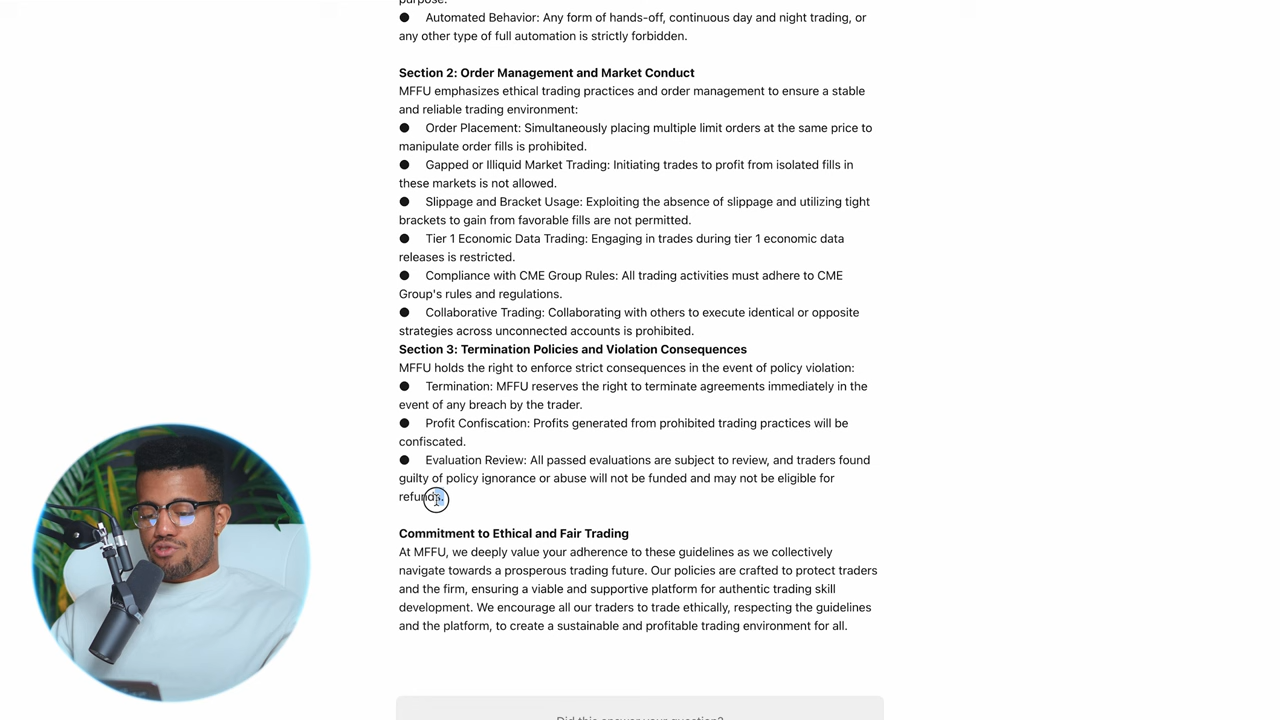 purpose.
● Automated Behavior: Any form of hands-off, continuous day and night trading, or
any other type of full automation is strictly forbidden.
Section 2: Order Management and Market Conduct
MFFU emphasizes ethical trading practices and order management to ensure a stable
and reliable trading environment:
● Order Placement: Simultaneously placing multiple limit orders at the same price to
manipulate order fills is prohibited.
● Gapped or Illiquid Market Trading: Initiating trades to profit from isolated fills in
these markets is not allowed.
● Slippage and Bracket Usage: Exploiting the absence of slippage and utilizing tight
brackets to gain from favorable fills are not permitted.
● Tier 1 Economic Data Trading: Engaging in trades during tier 1 economic data
releases is restricted.
● Compliance with CME Group Rules: All trading activities must adhere to CME
Group's rules and regulations.
● Collaborative Trading: Collaborating with others to execute identical or opposite
strategies across unconnected accounts is prohibited.
Section 3: Termination Policies and Violation Consequences
MFFU holds the right to enforce strict consequences in the event of policy violation:
● Termination: MFFU reserves the right to terminate agreements immediately in the
event of any breach by the trader.
● Profit Confiscation: Profits generated from prohibited trading practices will be
confiscated.
● Evaluation Review: All passed evaluations are subject to review, and traders found
guilty of policy ignorance or abuse will not be funded and may not be eligible for
refunds.
Commitment to Ethical and Fair Trading
At MFFU, we deeply value your adherence to these guidelines as we collectively
navigate towards a prosperous trading future. Our policies are crafted to protect traders
and the firm, ensuring a viable and supportive platform for authentic trading skill
development. We encourage all our traders to trade ethically, respecting the guidelines
and the platform, to create a sustainable and profitable trading environment for all.
Did this answer your question?